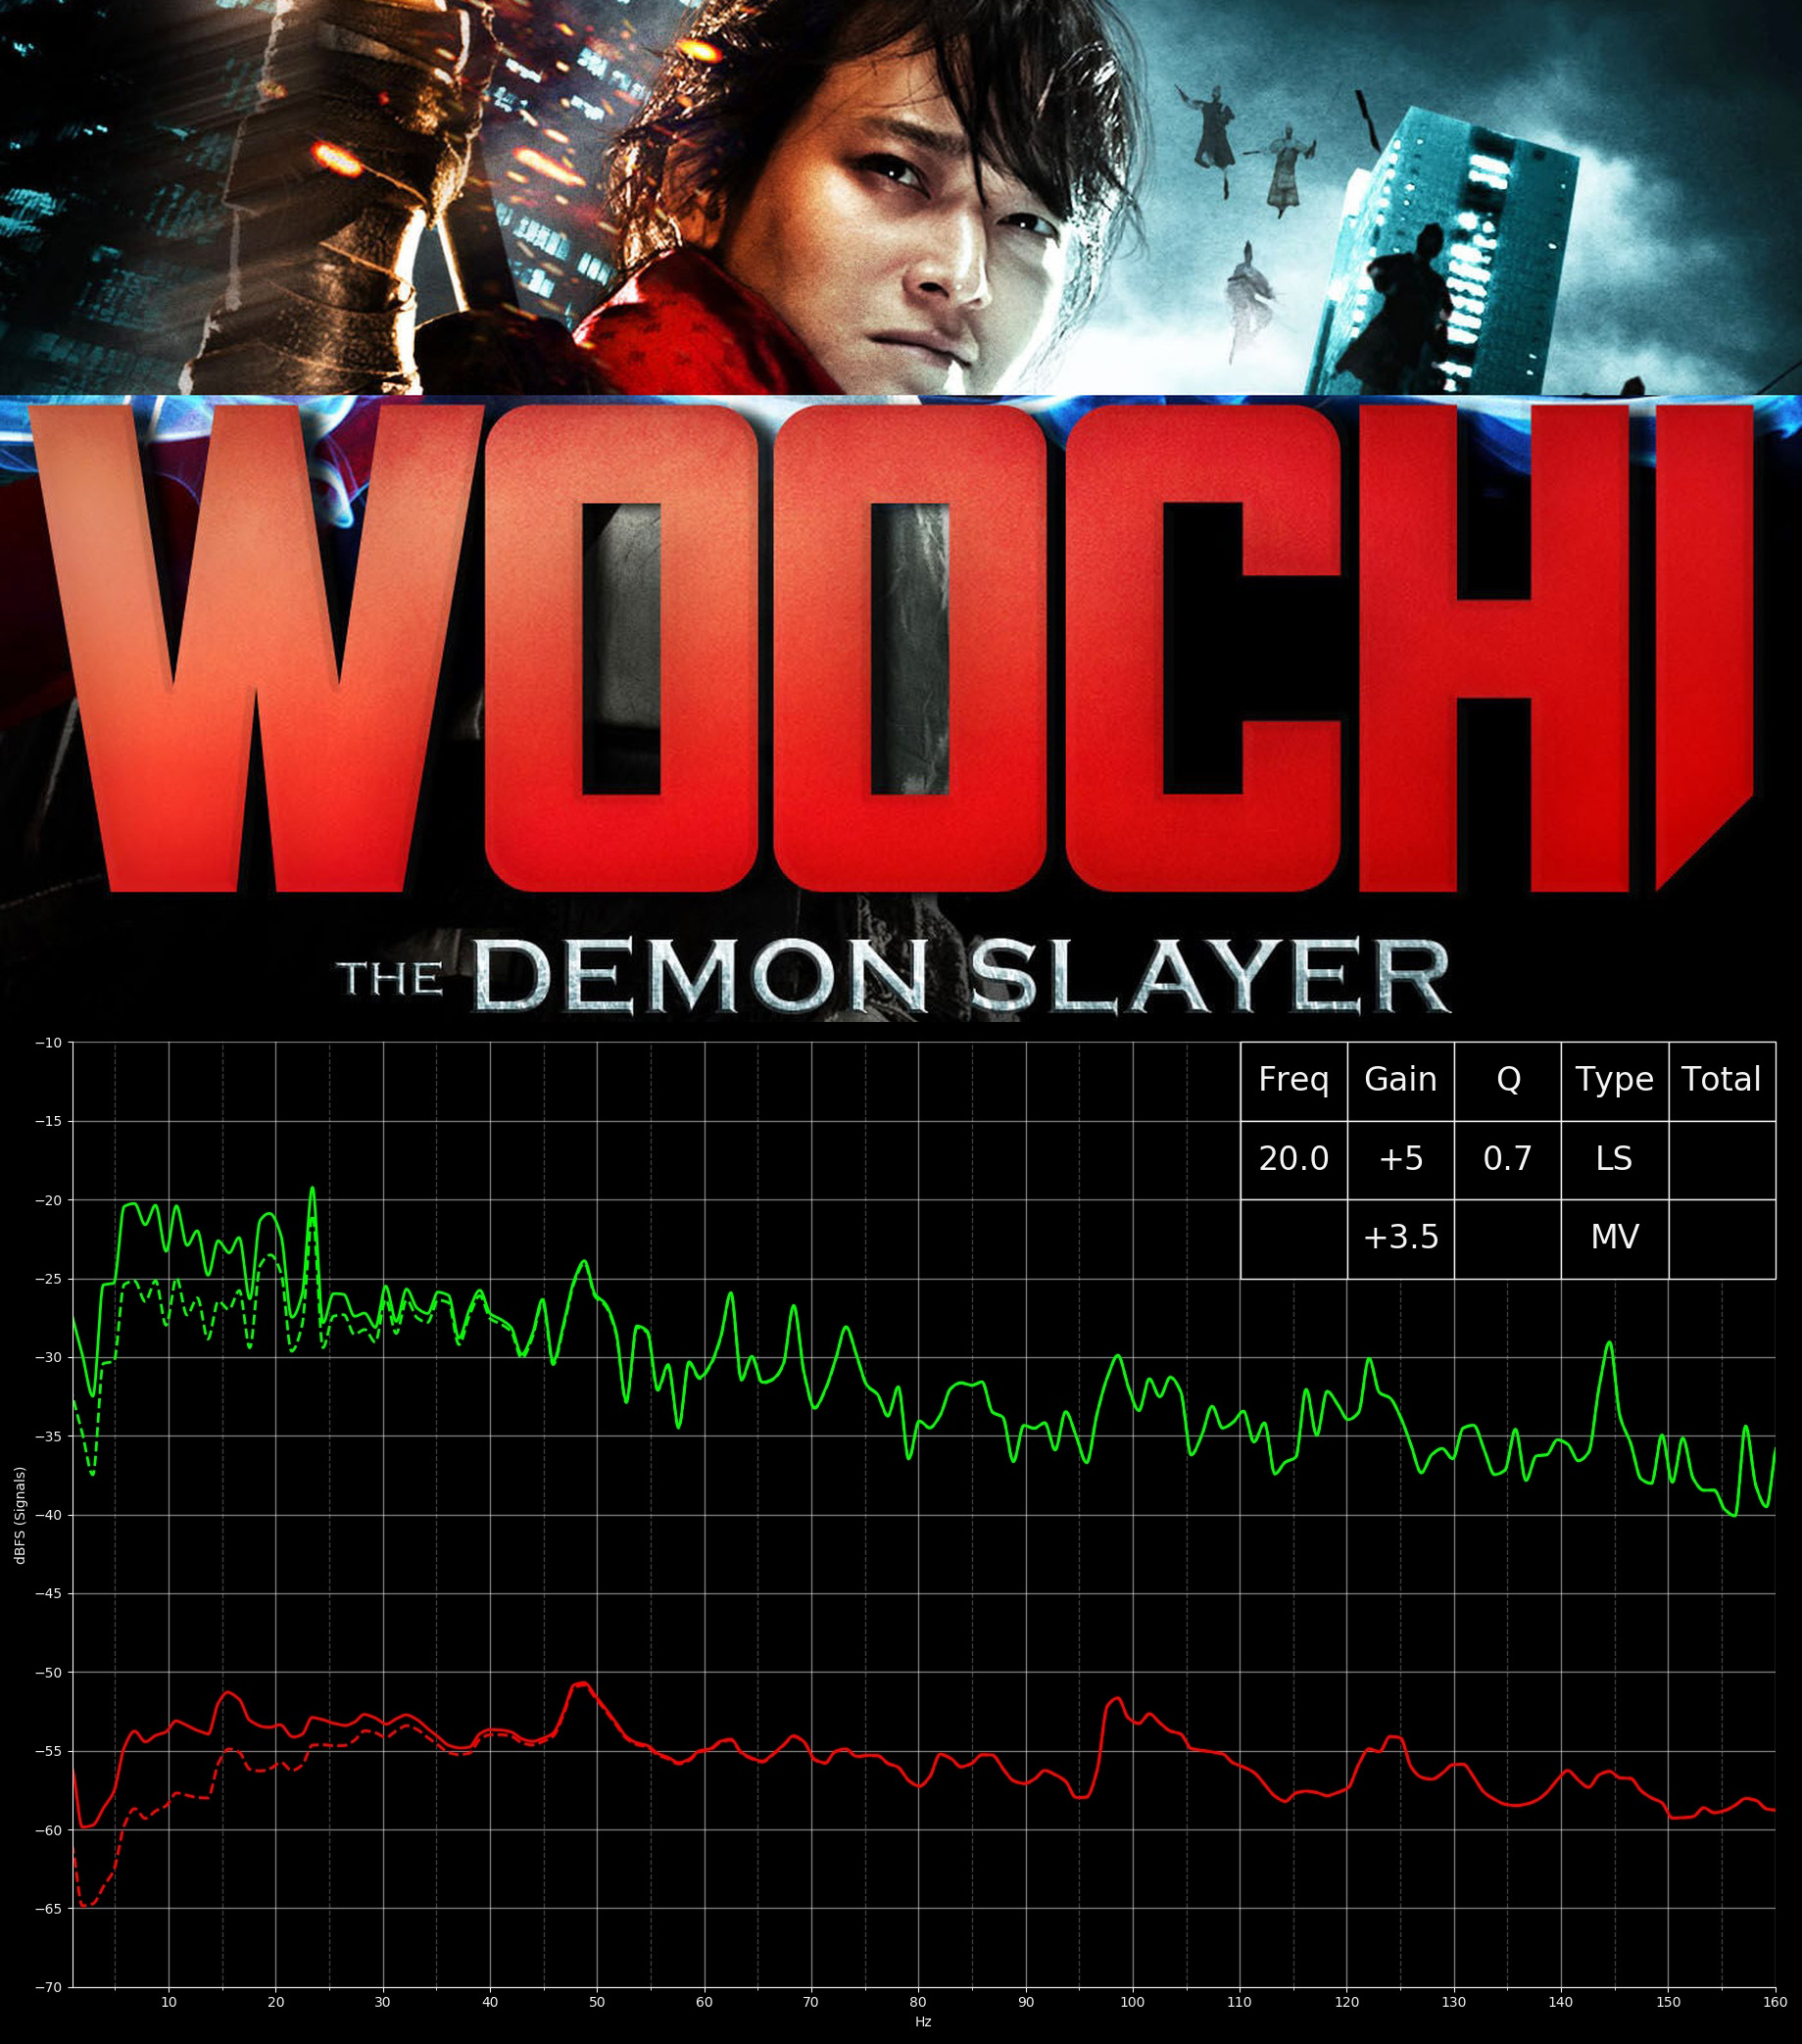 WOOCHI
THE DEMON SLAYER
Freq Gain Q Type Total
20.0 +5 0.7 LS
+3.5 MV
−10
−15
−20
−25
−30
−35
−40
−45
−50
−55
−60
−65
−70
dBFS (Signals)
10 20 30 40 50 60 70 80 90 100 110 120 130 140 150 160
Hz